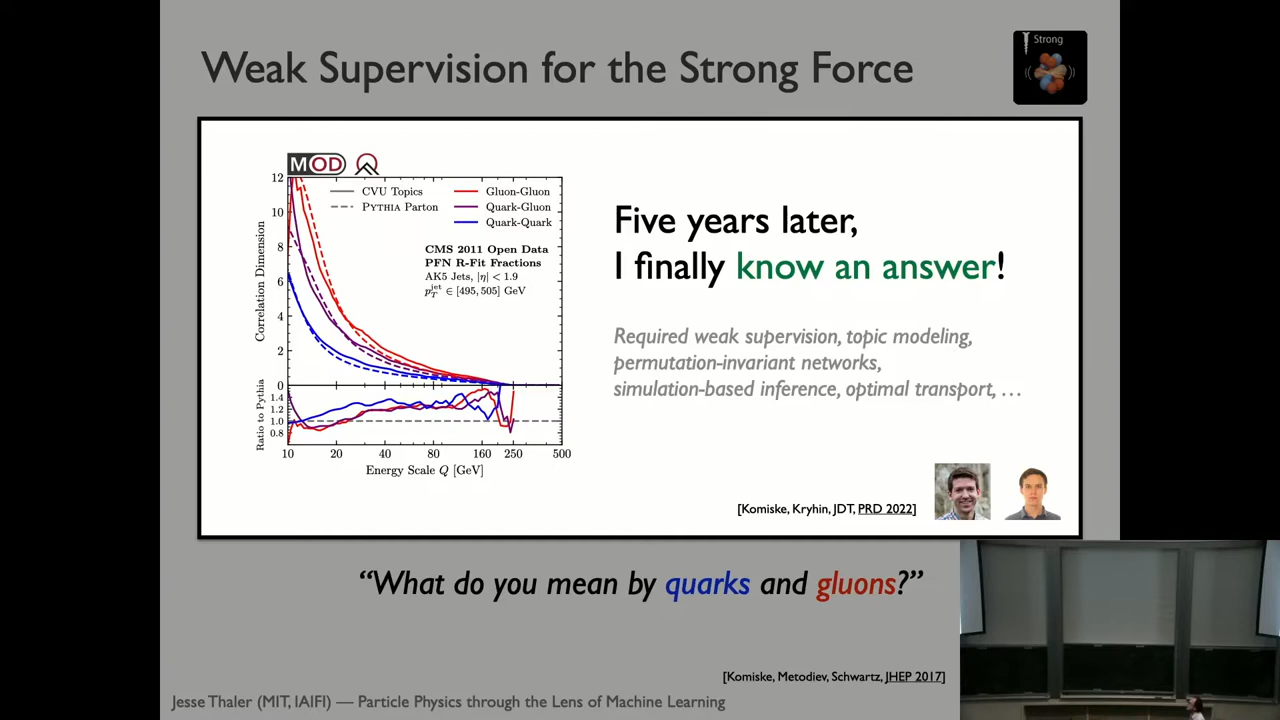 Weak Supervision for the Strong Force
Strong
MOD
12
10
8
6
4
2
0
Correlation Dimension
CVU Topics
PYTHIA Parton
Gluon-Gluon
Quark-Gluon
Quark-Quark
CMS 2011 Open Data
PFN R-Fit Fractions
AK5 Jets, |η| < 1.9
p_T^jet ∈ [495, 505] GeV
1.4
1.2
1.0
0.8
Ratio to Pythia
10 20 40 80 160 250 500
Energy Scale Q [GeV]
Five years later,
I finally know an answer!
Required weak supervision, topic modeling,
permutation-invariant networks,
simulation-based inference, optimal transport, …
[Komiske, Kryhin, JDT, PRD 2022]
“What do you mean by quarks and gluons?”
[Komiske, Metodiev, Schwartz, JHEP 2017]
Jesse Thaler (MIT, IAIFI) — Particle Physics through the Lens of Machine Learning